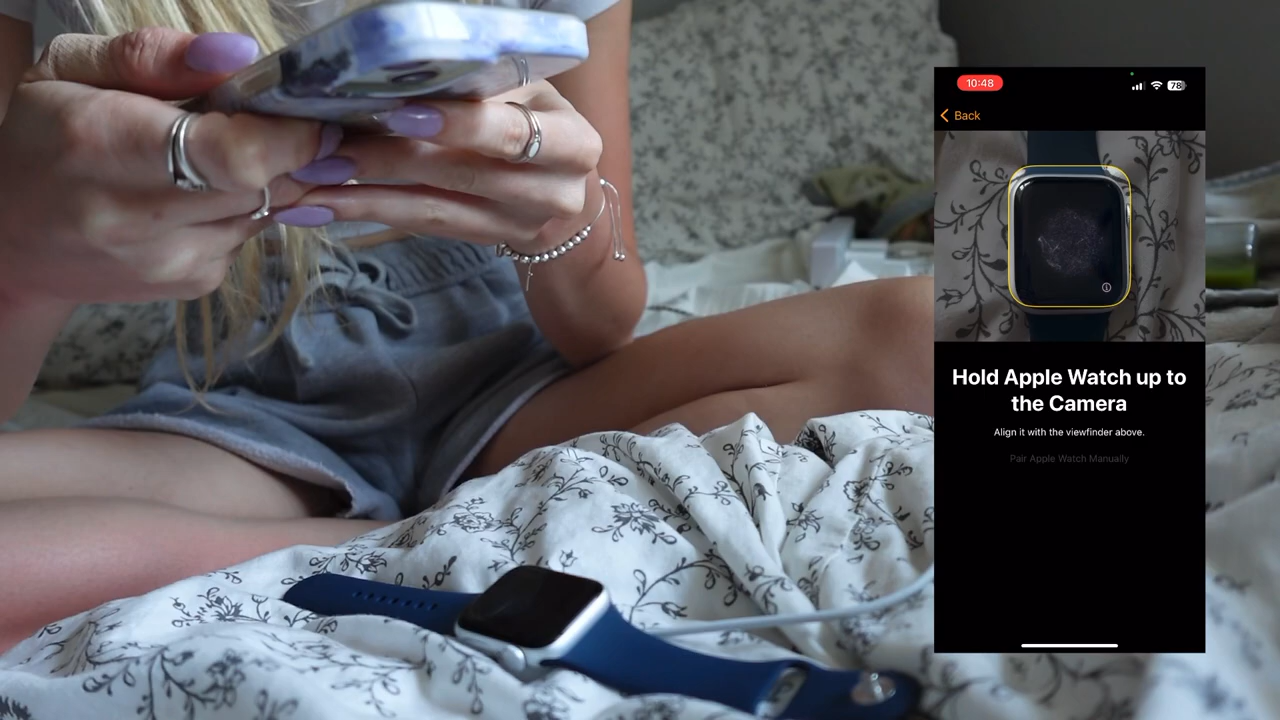 10:48
78
Back
Hold Apple Watch up to
the Camera
Align it with the viewfinder above.
Pair Apple Watch Manually